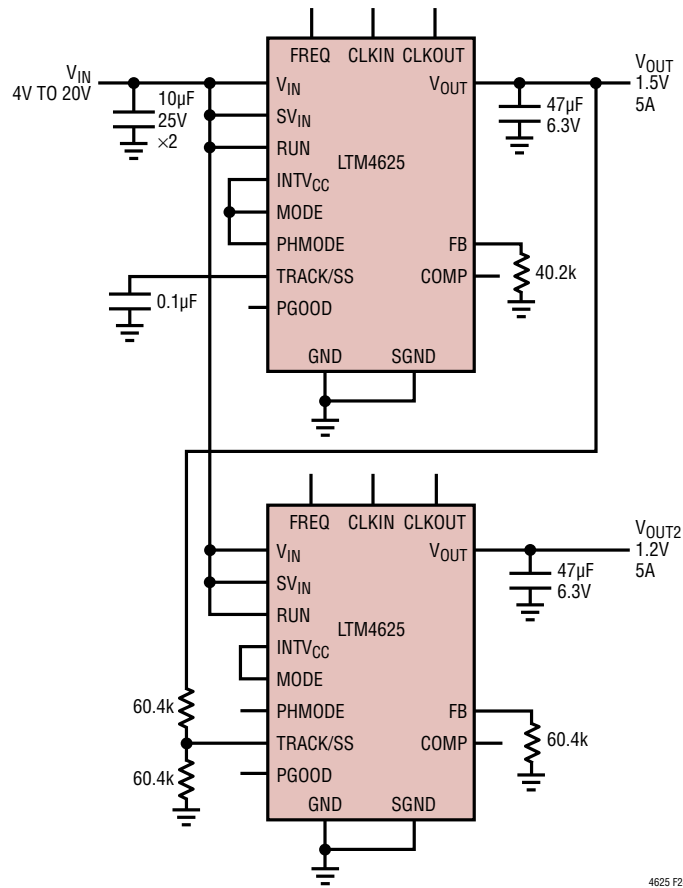 FREQ CLKIN CLKOUT
V_IN
4V TO 20V
10µF
25V
×2
V_IN
SV_IN
RUN
INTV_CC
MODE
PHMODE
TRACK/SS
PGOOD
LTM4625
V_OUT
FB
COMP
GND SGND
V_OUT
1.5V
5A
47µF
6.3V
40.2k
0.1µF
FREQ CLKIN CLKOUT
V_IN
SV_IN
RUN
INTV_CC
MODE
PHMODE
TRACK/SS
PGOOD
LTM4625
V_OUT
FB
COMP
GND SGND
V_OUT2
1.2V
5A
47µF
6.3V
60.4k
60.4k
60.4k
4625 F2